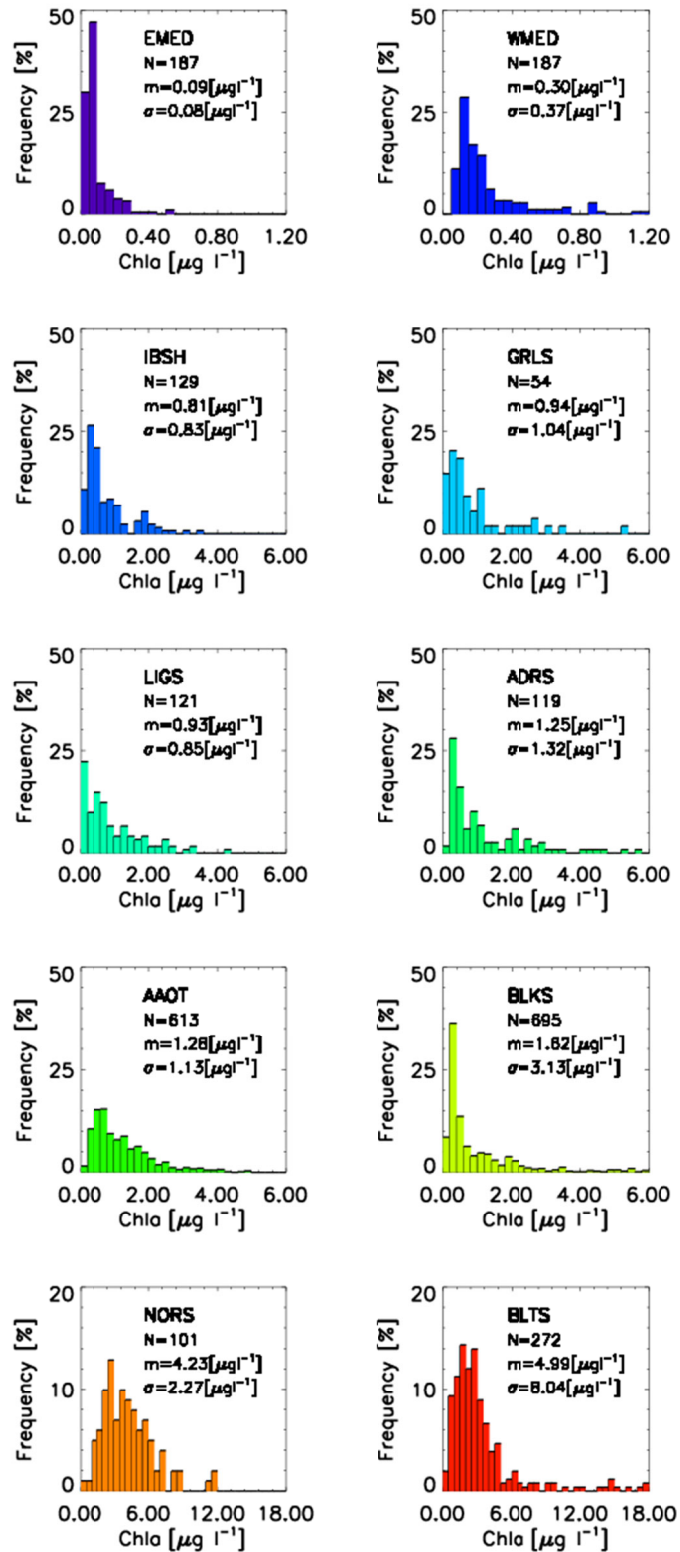 EMED
N=187
m=0.09[μgl⁻¹]
σ=0.08[μgl⁻¹]
Frequency [%]
50
25
0
0.00 0.40 0.80 1.20
Chla [μg l⁻¹]
WMED
N=187
m=0.30[μgl⁻¹]
σ=0.37[μgl⁻¹]
Frequency [%]
50
25
0
0.00 0.40 0.80 1.20
Chla [μg l⁻¹]
IBSH
N=129
m=0.81[μgl⁻¹]
σ=0.83[μgl⁻¹]
Frequency [%]
50
25
0
0.00 2.00 4.00 6.00
Chla [μg l⁻¹]
GRLS
N=54
m=0.94[μgl⁻¹]
σ=1.04[μgl⁻¹]
Frequency [%]
50
25
0
0.00 2.00 4.00 6.00
Chla [μg l⁻¹]
LIGS
N=121
m=0.93[μgl⁻¹]
σ=0.85[μgl⁻¹]
Frequency [%]
50
25
0
0.00 2.00 4.00 6.00
Chla [μg l⁻¹]
ADRS
N=119
m=1.25[μgl⁻¹]
σ=1.32[μgl⁻¹]
Frequency [%]
50
25
0
0.00 2.00 4.00 6.00
Chla [μg l⁻¹]
AAOT
N=613
m=1.28[μgl⁻¹]
σ=1.13[μgl⁻¹]
Frequency [%]
50
25
0
0.00 2.00 4.00 6.00
Chla [μg l⁻¹]
BLKS
N=695
m=1.62[μgl⁻¹]
σ=3.13[μgl⁻¹]
Frequency [%]
50
25
0
0.00 2.00 4.00 6.00
Chla [μg l⁻¹]
NORS
N=101
m=4.23[μgl⁻¹]
σ=2.27[μgl⁻¹]
Frequency [%]
20
10
0
0.00 6.00 12.00 18.00
Chla [μg l⁻¹]
BLTS
N=272
m=4.99[μgl⁻¹]
σ=8.04[μgl⁻¹]
Frequency [%]
20
10
0
0.00 6.00 12.00 18.00
Chla [μg l⁻¹]